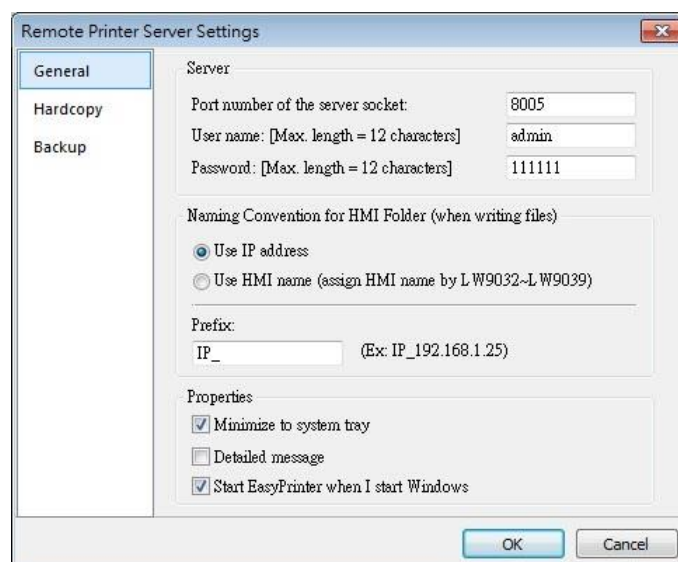 Remote Printer Server Settings
General
Hardcopy
Backup
Server
Port number of the server socket: 8005
User name: [Max. length = 12 characters] admin
Password: [Max. length = 12 characters] 111111
Naming Convention for HMI Folder (when writing files)
Use IP address
Use HMI name (assign HMI name by LW9032~LW9039)
Prefix:
IP_ (Ex: IP_192.168.1.25)
Properties
Minimize to system tray
Detailed message
Start EasyPrinter when I start Windows
OK Cancel